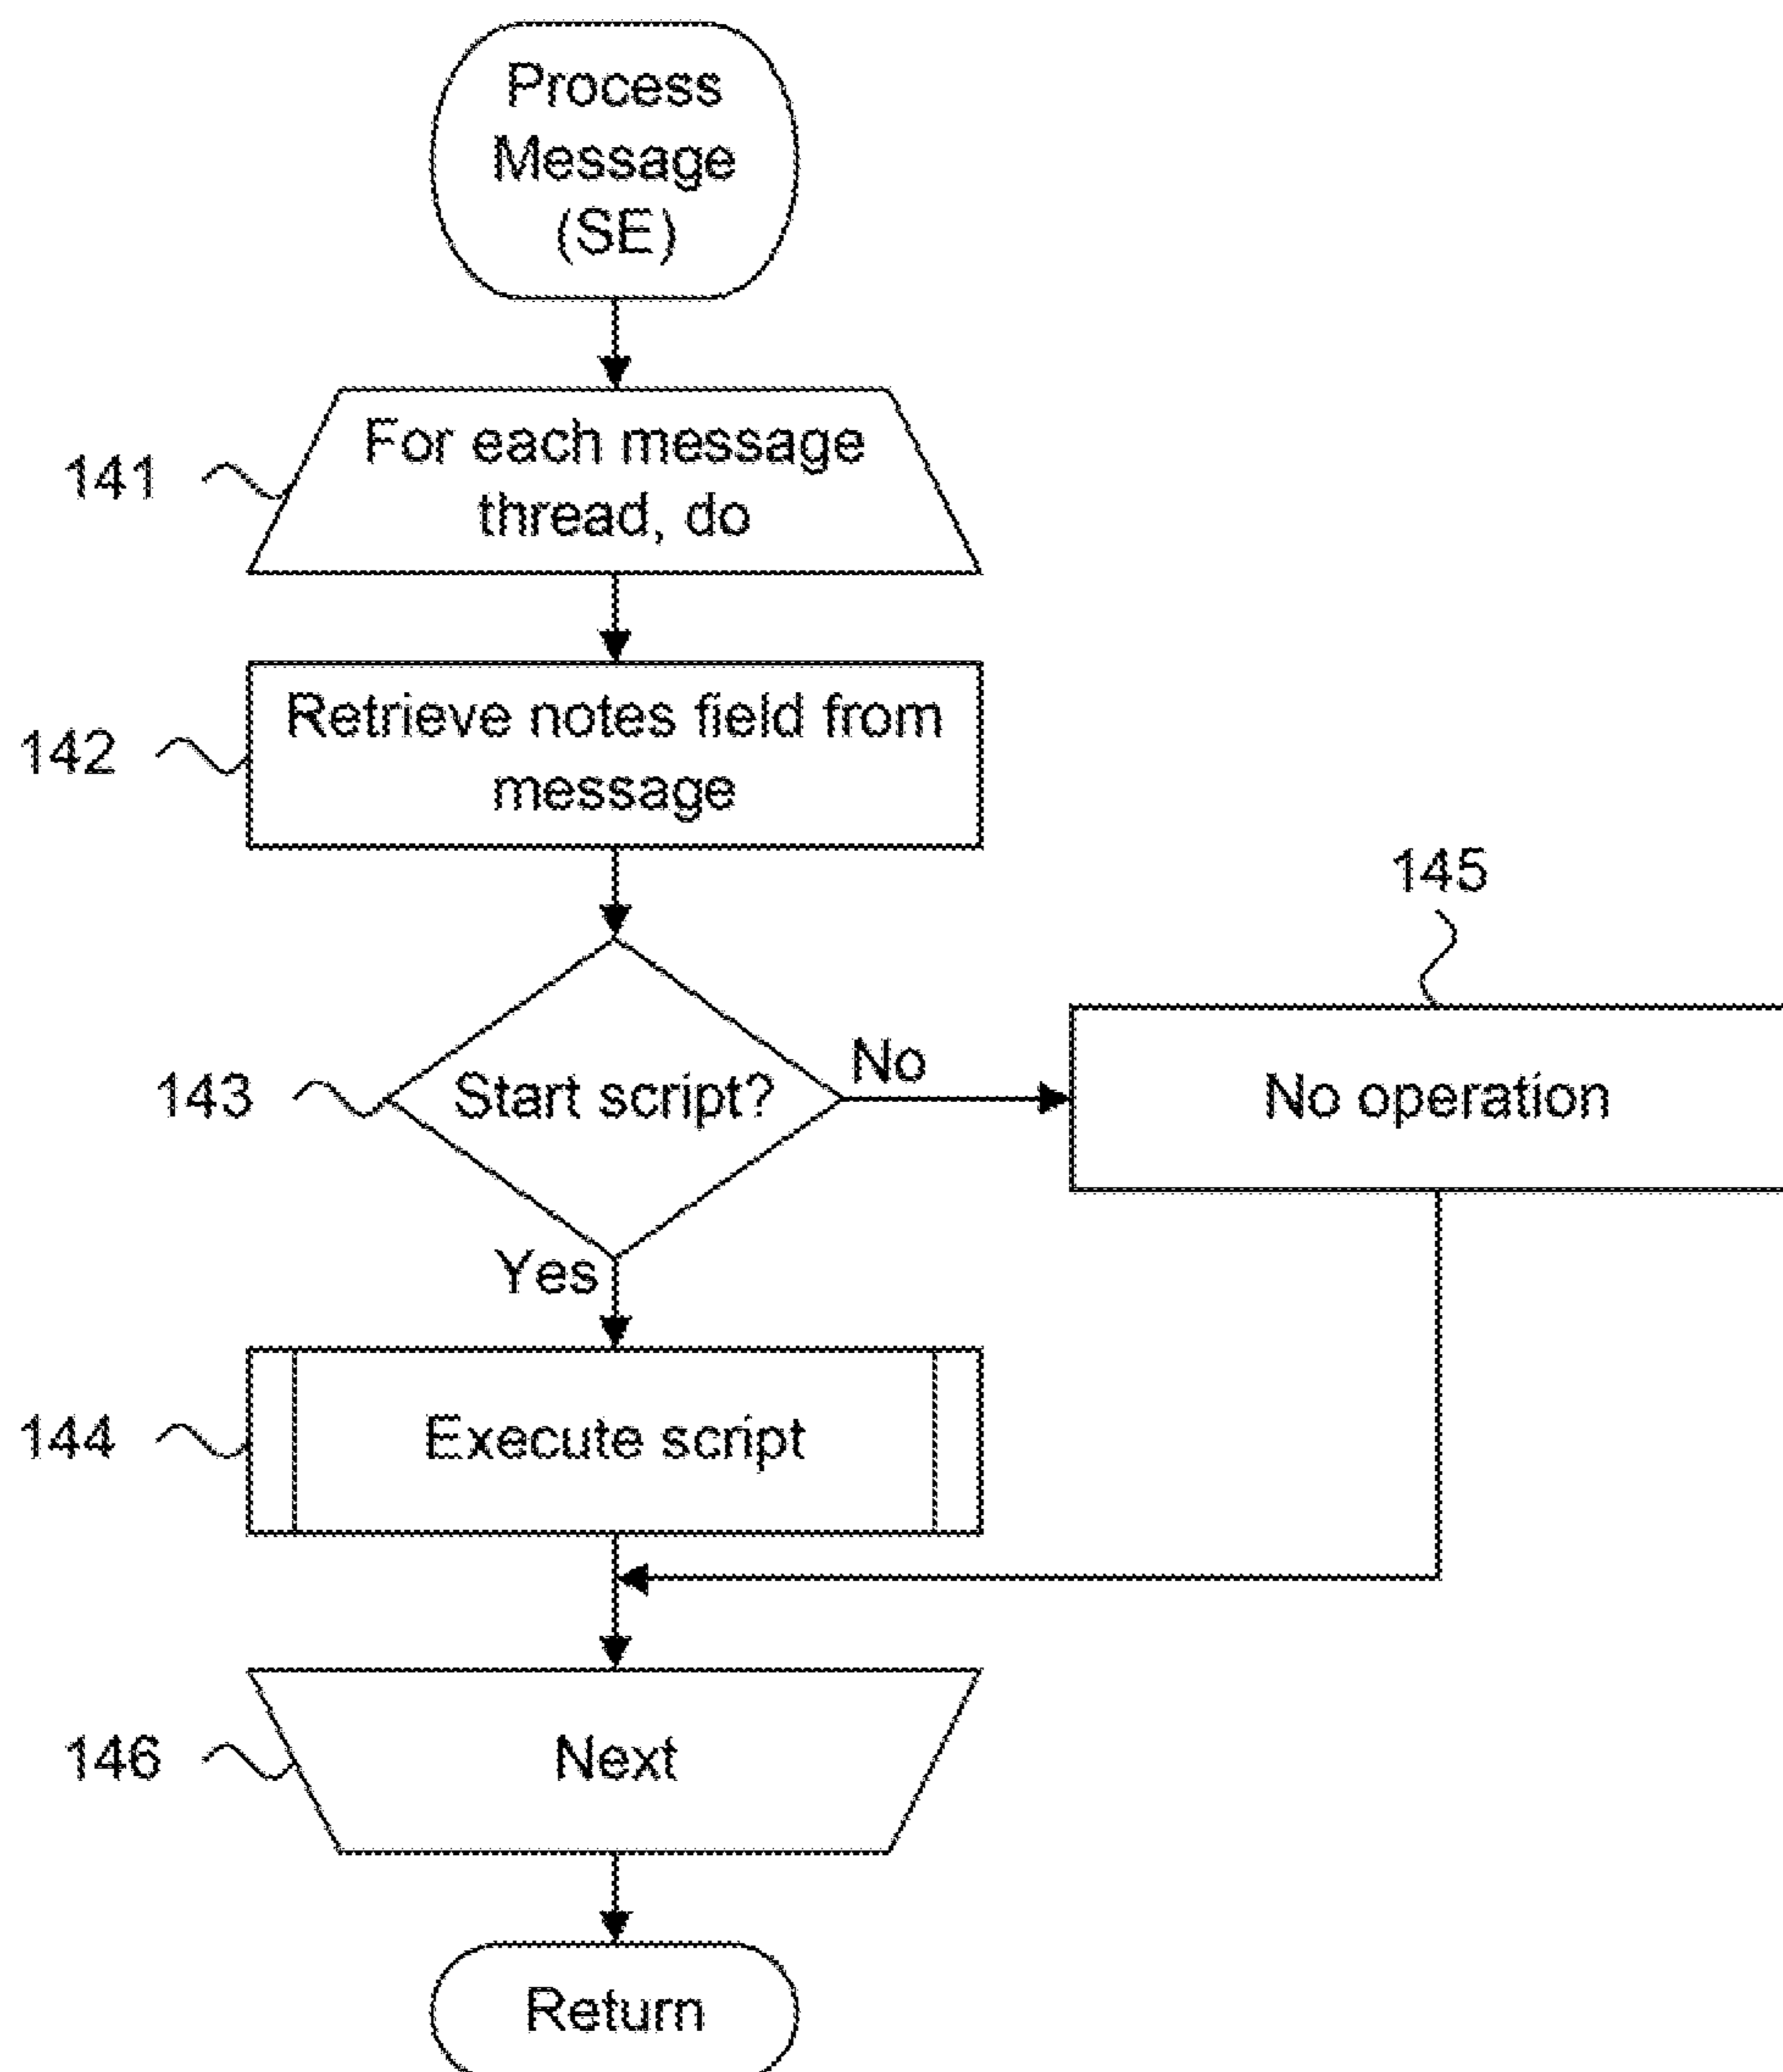 Process
Message
(SE)
141
For each message
thread, do
142
Retrieve notes field from
message
145
143
Start script?
No
No operation
Yes
144
Execute script
146
Next
Return